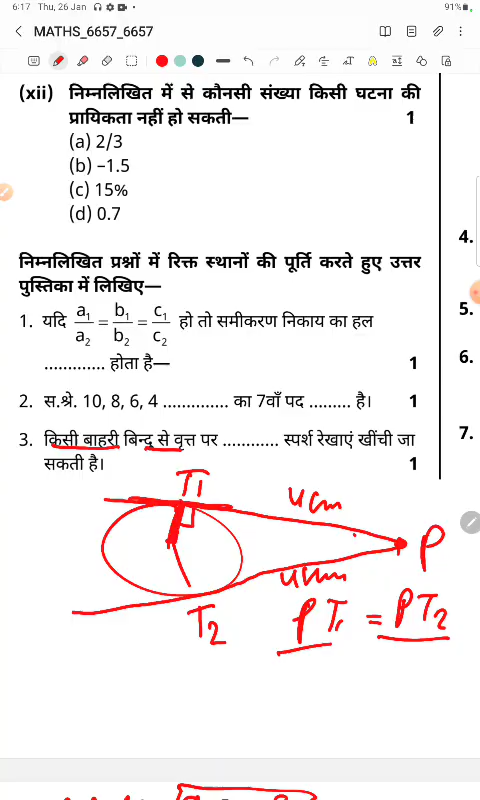 6:17 Thu, 26 Jan
91%
MATHS_6657_6657
(xii) निम्नलिखित में से कौनसी संख्या किसी घटना की
प्रायिकता नहीं हो सकती— 1
(a) 2/3
(b) –1.5
(c) 15%
(d) 0.7
4.
निम्नलिखित प्रश्नों में रिक्त स्थानों की पूर्ति करते हुए उत्तर
पुस्तिका में लिखिए—
5.
1. यदि a₁/a₂ = b₁/b₂ = c₁/c₂ हो तो समीकरण निकाय का हल
............. होता है— 1
6.
2. स.श्रे. 10, 8, 6, 4 .............. का 7वाँ पद ......... है। 1
7.
3. किसी बाहरी बिन्दु से वृत्त पर ............ स्पर्श रेखाएं खींची जा
सकती है। 1
T1
4cm
P
4cm
T2
PT1 = PT2